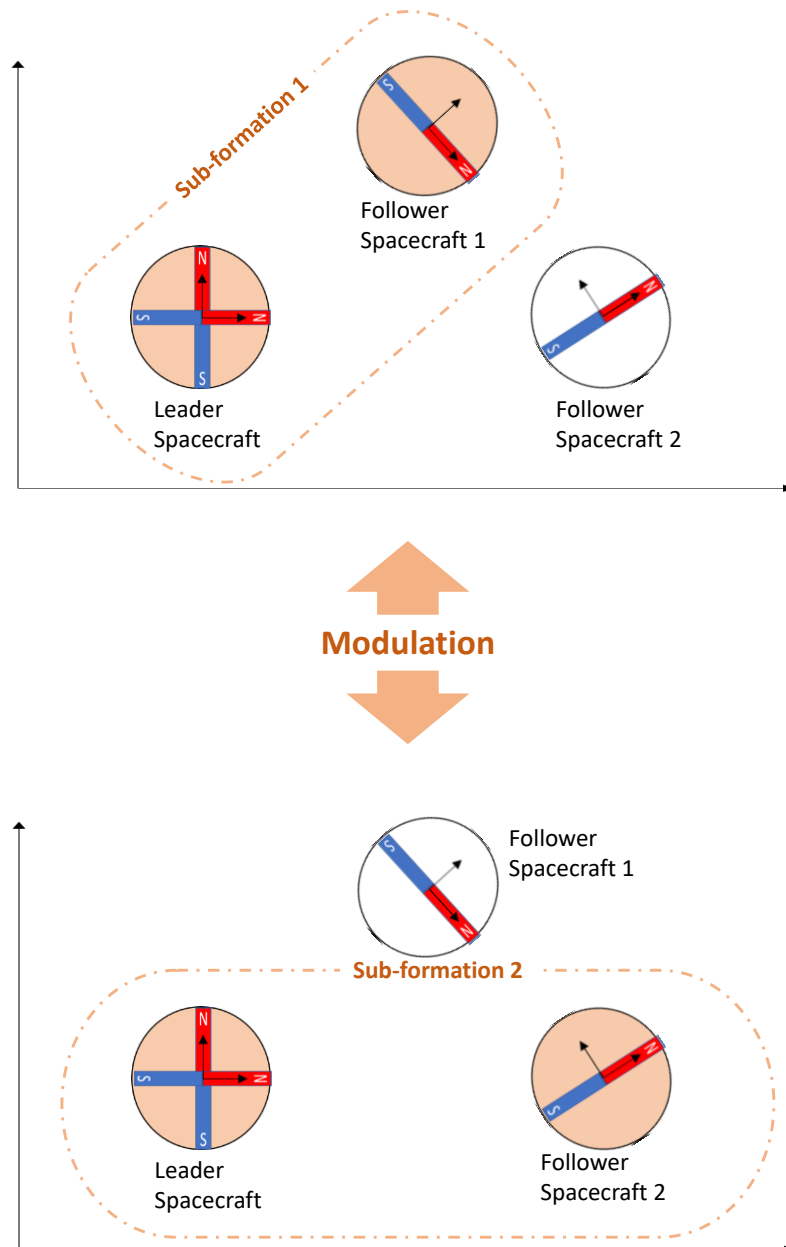 S
Sub-formation 1
N
Follower
Spacecraft 1
N
S
N
N
S
S
Leader
Spacecraft
Follower
Spacecraft 2
Modulation
S
Follower
Spacecraft 1
N
Sub-formation 2
N
S
N
N
S
S
Leader
Spacecraft
Follower
Spacecraft 2